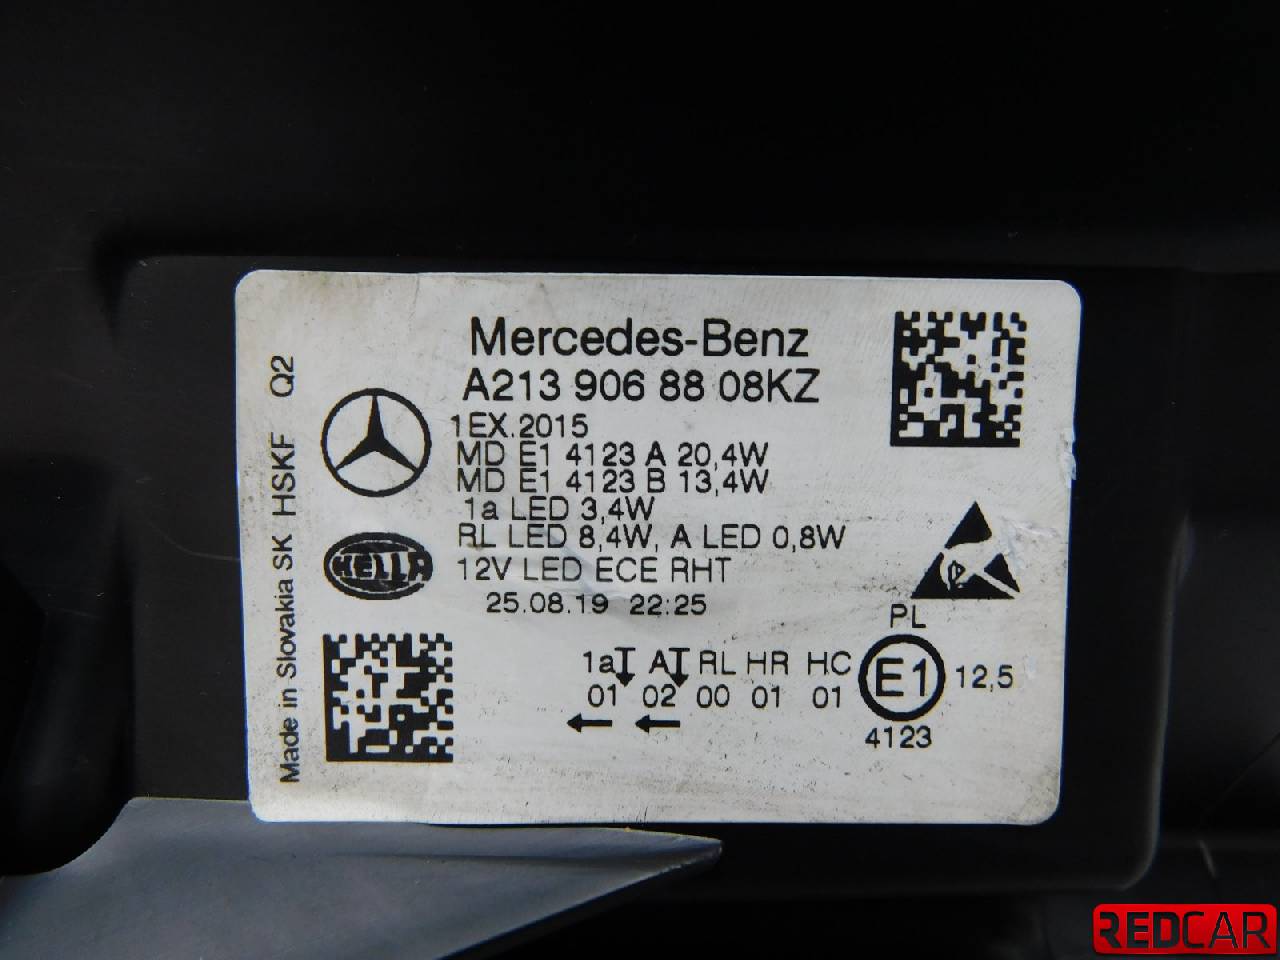 Mercedes-Benz
A213 906 88 08KZ
1EX.2015
MD E1 4123 A 20,4W
MD E1 4123 B 13,4W
1a LED 3,4W
RL LED 8,4W, A LED 0,8W
12V LED ECE RHT
25.08.19 22:25
HELLA
Made in Slovakia SK HSKF Q2
PL
1a A RL HR HC
01 02 00 01 01
E1 12,5
4123
REDCAR